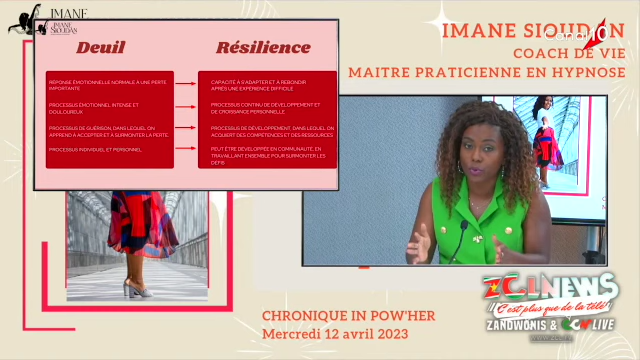 IMANE
IMANE
SIOUDAN
IMANE SIOUDAN
Canal 10
COACH DE VIE
MAITRE PRATICIENNE EN HYPNOSE
Deuil
Résilience
RÉPONSE ÉMOTIONNELLE NORMALE À UNE PERTE
IMPORTANTE
CAPACITÉ À S'ADAPTER ET À REBONDIR
APRÈS UNE EXPÉRIENCE DIFFICILE
PROCESSUS ÉMOTIONNEL INTENSE ET
DOULOUREUX
PROCESSUS CONTINU DE DÉVELOPPEMENT ET
DE CROISSANCE PERSONNELLE
PROCESSUS DE GUÉRISON, DANS LEQUEL ON
APPREND À ACCEPTER ET À SURMONTER LA PERTE.
PROCESSUS DE DÉVELOPPEMENT, DANS LEQUEL ON
ACQUIERT DES COMPÉTENCES ET DES RESSOURCES
PROCESSUS INDIVIDUEL ET PERSONNEL
PEUT ÊTRE DÉVELOPPÉE EN COMMUNAUTÉ, EN
TRAVAILLANT ENSEMBLE POUR SURMONTER LES
DÉFIS
ZCLNEWS
C'est plus que de la télé!
ZANDWONIS & CCN LIVE
CHRONIQUE IN POW'HER
Mercredi 12 avril 2023